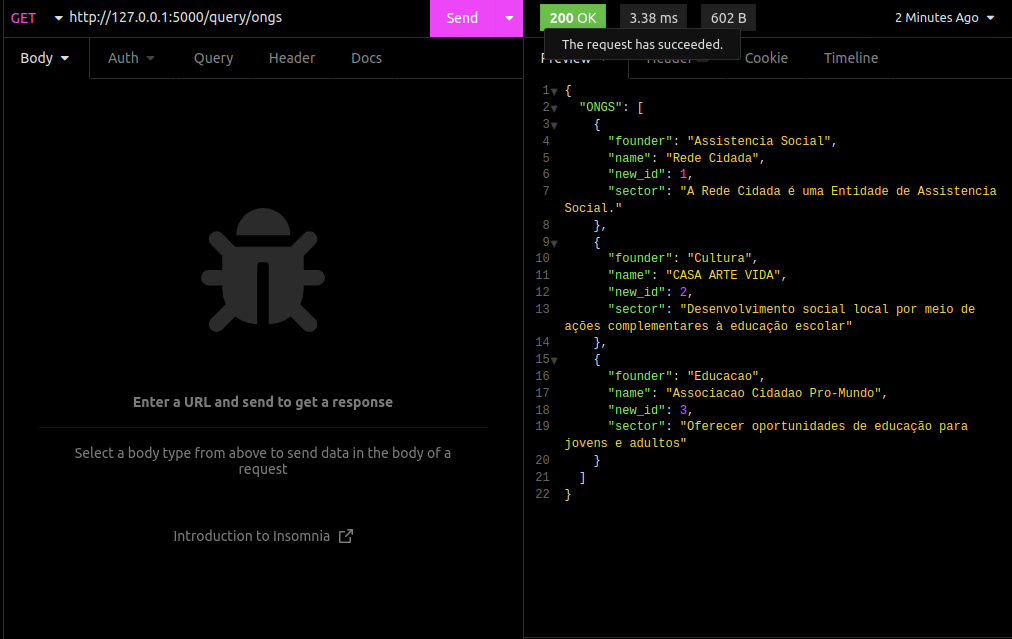 GET http://127.0.0.1:5000/query/ongs Send 200 OK 3.38 ms 602 B 2 Minutes Ago
The request has succeeded.
Body Auth Query Header Docs Preview Header Cookie Timeline
1 {
2 "ONGS": [
3 {
4 "founder": "Assistencia Social",
5 "name": "Rede Cidada",
6 "new_id": 1,
7 "sector": "A Rede Cidada é uma Entidade de Assistencia
Social."
8 },
9 {
10 "founder": "Cultura",
11 "name": "CASA ARTE VIDA",
12 "new_id": 2,
13 "sector": "Desenvolvimento social local por meio de
ações complementares à educação escolar"
14 },
15 {
16 "founder": "Educacao",
17 "name": "Associacao Cidadao Pro-Mundo",
18 "new_id": 3,
19 "sector": "Oferecer oportunidades de educação para
jovens e adultos"
20 }
21 ]
22 }
Enter a URL and send to get a response
Select a body type from above to send data in the body of a
request
Introduction to Insomnia